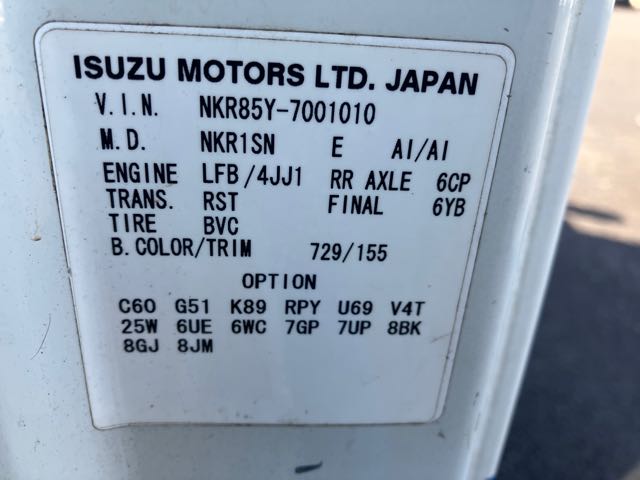 ISUZU MOTORS LTD. JAPAN
V.I.N. NKR85Y-7001010
M.D. NKR1SN E AI/AI
ENGINE LFB/4JJ1 RR AXLE 6CP
TRANS. RST FINAL 6YB
TIRE BVC
B.COLOR/TRIM 729/155
OPTION
C60 G51 K89 RPY U69 V4T
25W 6UE 6WC 7GP 7UP 8BK
8GJ 8JM